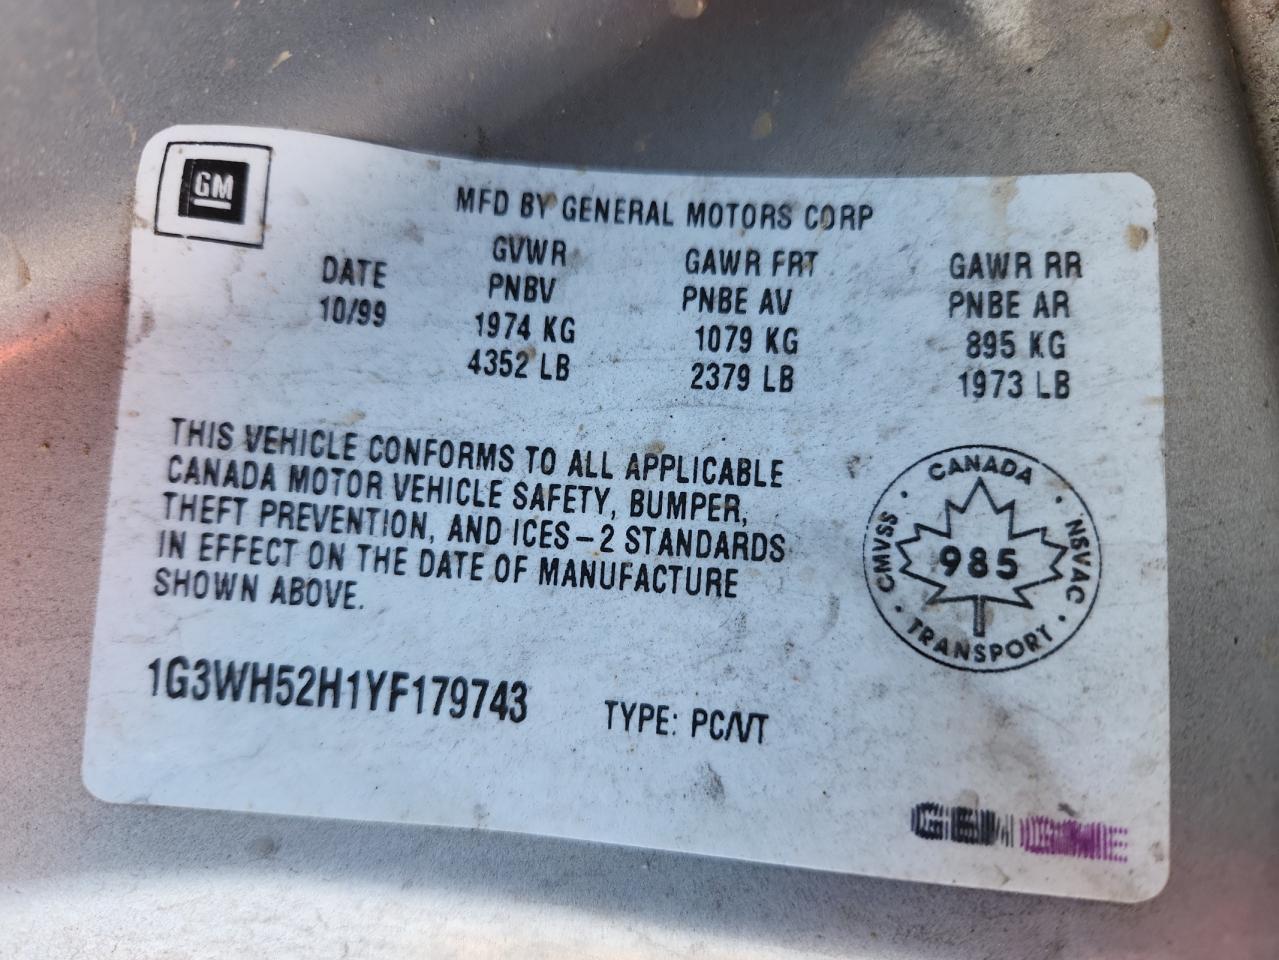 GM
MFD BY GENERAL MOTORS CORP
DATE
10/99
GVWR
PNBV
1974 KG
4352 LB
GAWR FRT
PNBE AV
1079 KG
2379 LB
GAWR RR
PNBE AR
895 KG
1973 LB
THIS VEHICLE CONFORMS TO ALL APPLICABLE
CANADA MOTOR VEHICLE SAFETY, BUMPER,
THEFT PREVENTION, AND ICES-2 STANDARDS
IN EFFECT ON THE DATE OF MANUFACTURE
SHOWN ABOVE.
CANADA
CMVSS
985
NSVAC
TRANSPORT
1G3WH52H1YF179743
TYPE: PC/VT